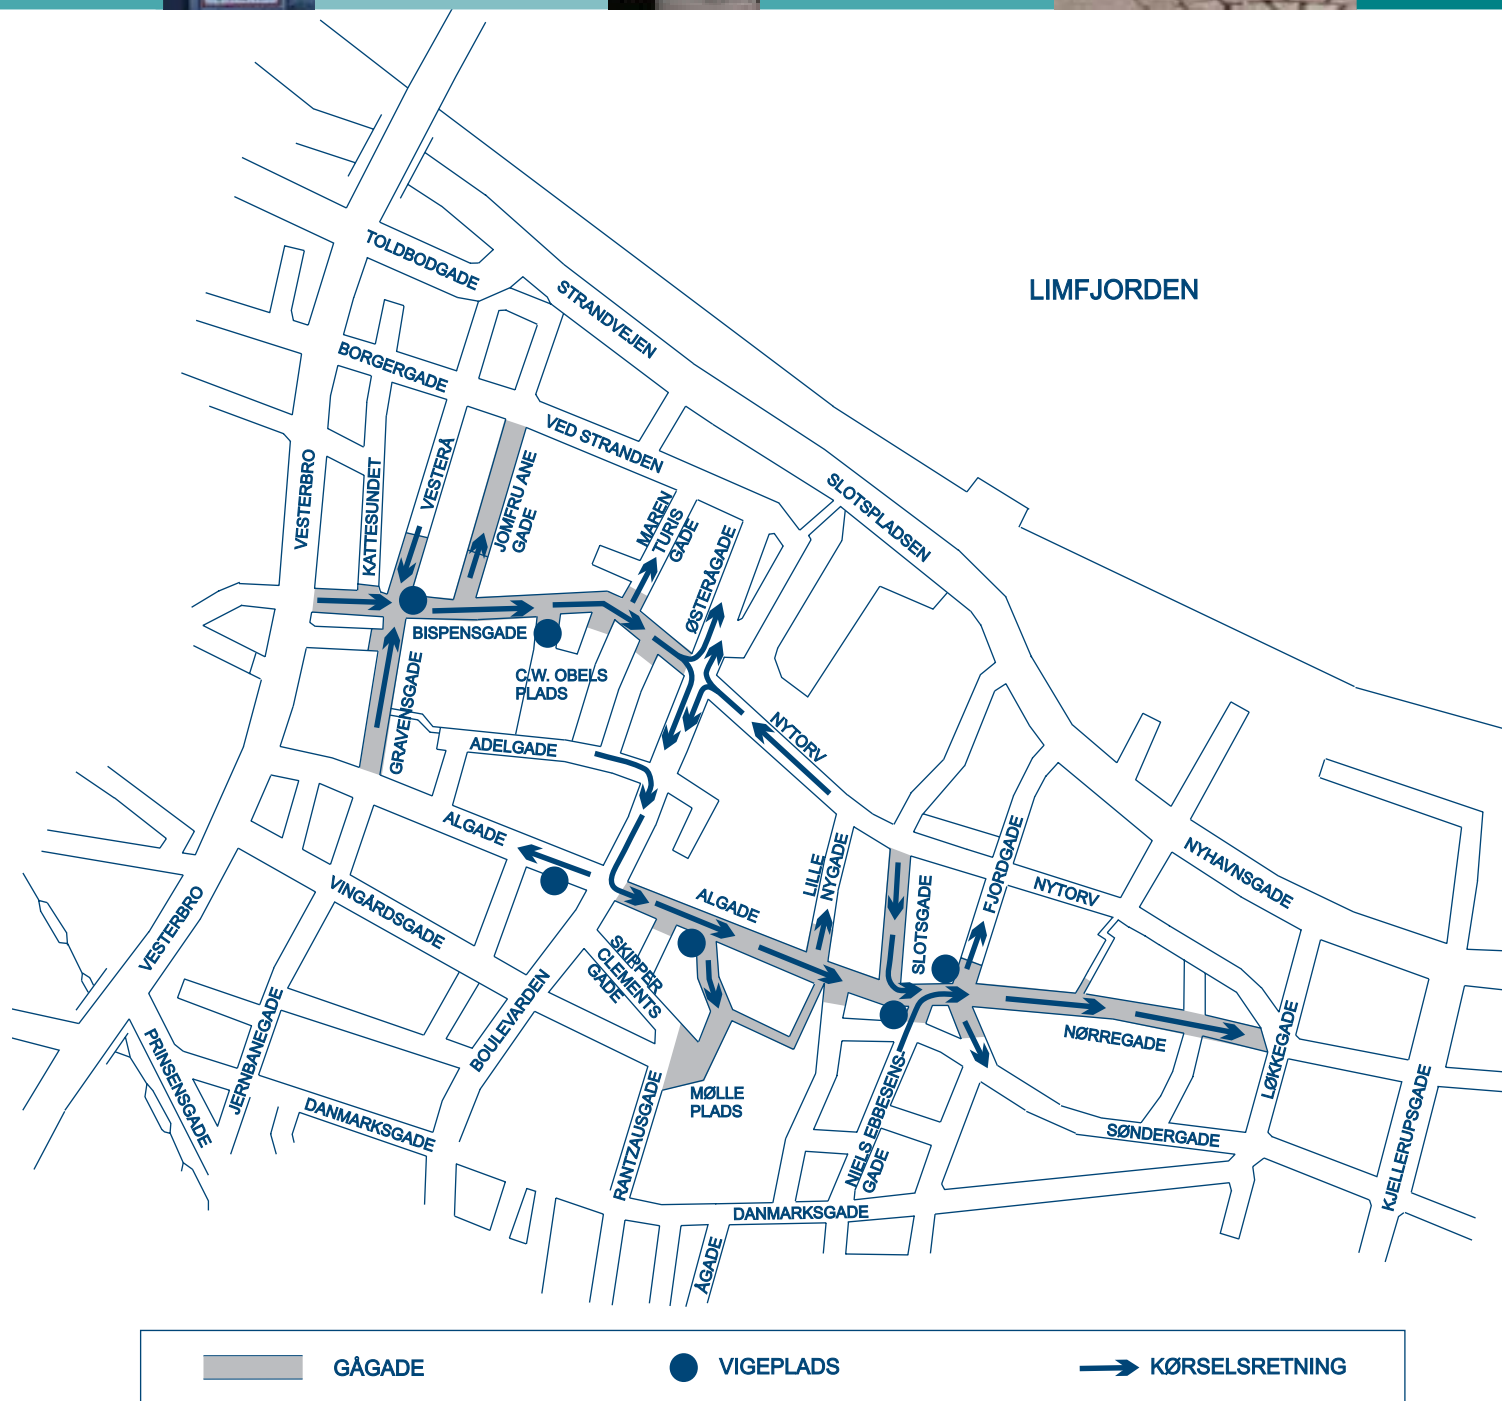 LIMFJORDEN
TOLDBODGADE
STRANDVEJEN
BORGERGADE
VED STRANDEN
VESTERBRO
KATTESUNDET
VESTERÅ
JOMFRU ANE
GADE
MAREN
TURIS
GADE
ØSTERÅGADE
SLOTSPLADSEN
BISPENSGADE
C.W. OBELS
PLADS
GRAVENSGADE
ADELGADE
NYTORV
ALGADE
LILLE
NYGADE
ALGADE
SLOTSGADE
FJORDGADE
NYTORV
NYHAVNSGADE
VINGÅRDSGADE
VESTERBRO
SKIPPER
CLEMENTS
GADE
BOULEVARDEN
JERNBANEGADE
PRINSENSGADE
DANMARKSGADE
RANTZAUSGADE
MØLLE
PLADS
NIELS EBBESENS-
GADE
NØRREGADE
LØKKEGADE
SØNDERGADE
KJELLERUPSGADE
DANMARKSGADE
ÅGADE
GÅGADE
VIGEPLADS
KØRSELSRETNING